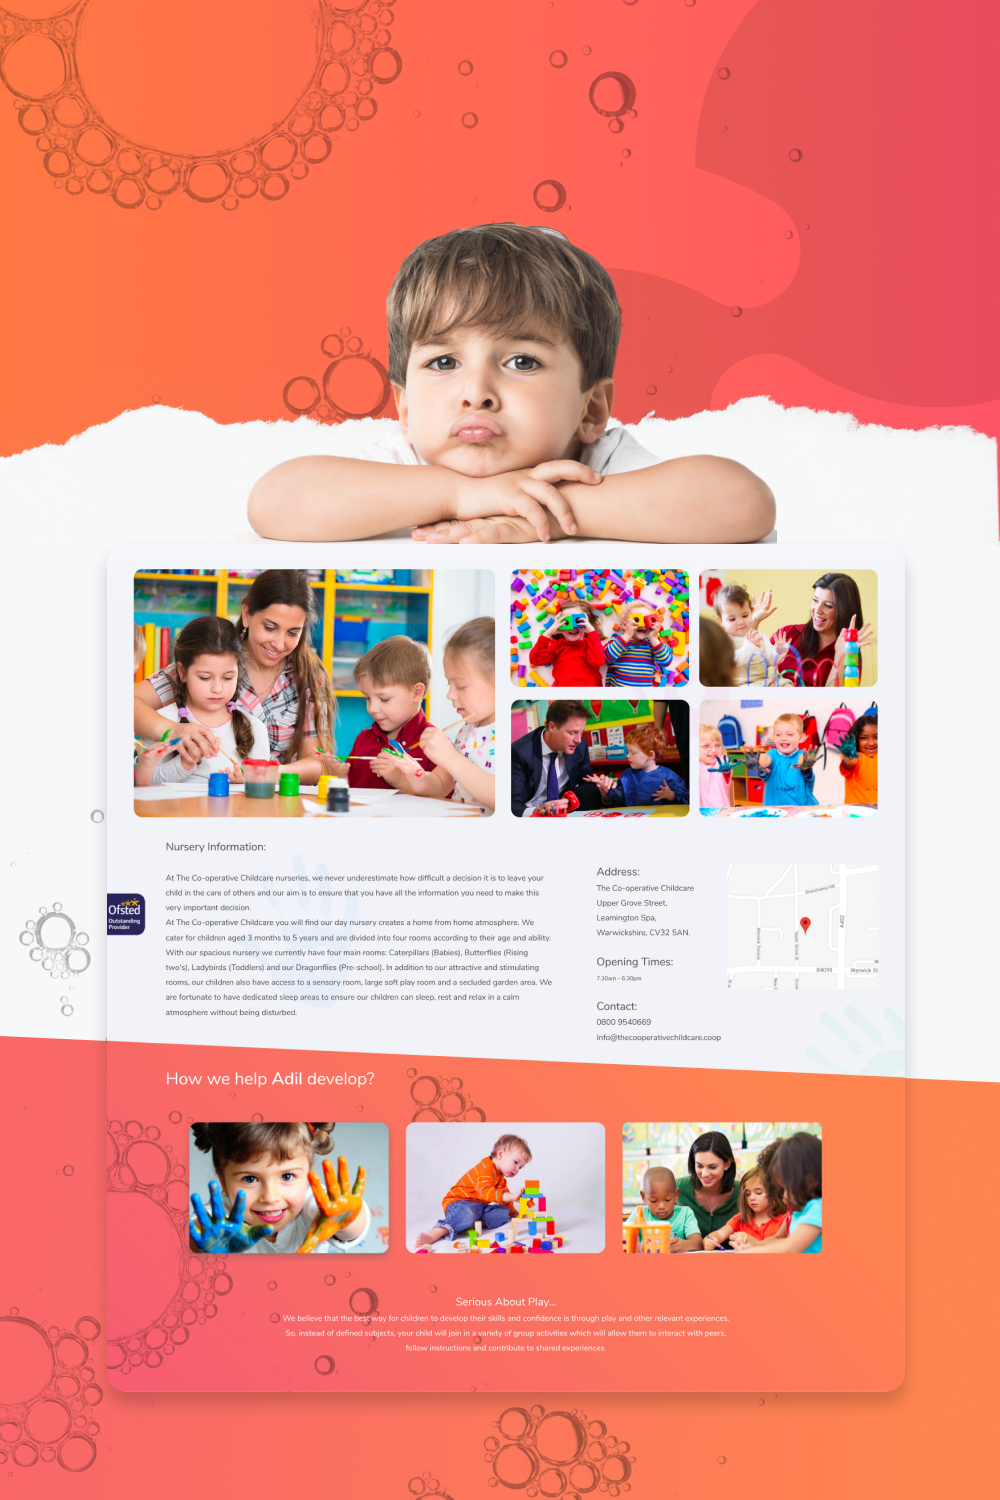 Nursery Information:
At The Co-operative Childcare nurseries, we never underestimate how difficult a decision it is to leave your
child in the care of others and our aim is to ensure that you have all the information you need to make this
very important decision.
At The Co-operative Childcare you will find our day nursery creates a home from home atmosphere. We
cater for children aged 3 months to 5 years and are divided into four rooms according to their age and ability.
With our spacious nursery we currently have four main rooms: Caterpillars (Babies), Butterflies (Rising
two's), Ladybirds (Toddlers) and our Dragonflies (Pre-school). In addition to our attractive and stimulating
rooms, our children also have access to a sensory room, large soft play room and a secluded garden area. We
are fortunate to have dedicated sleep areas to ensure our children can sleep, rest and relax in a calm
atmosphere without being disturbed.
Ofsted
Outstanding
Provider
Address:
The Co-operative Childcare
Upper Grove Street,
Leamington Spa,
Warwickshire, CV32 5AN.
Opening Times:
7.30am - 6.30pm
Contact:
0800 9540669
Info@thecooperativechildcare.coop
A452
B4099
Warwick St
How we help Adil develop?
Serious About Play...
We believe that the best way for children to develop their skills and confidence is through play and other relevant experiences.
So, instead of defined subjects, your child will join in a variety of group activities which will allow them to interact with peers,
follow instructions and contribute to shared experiences.